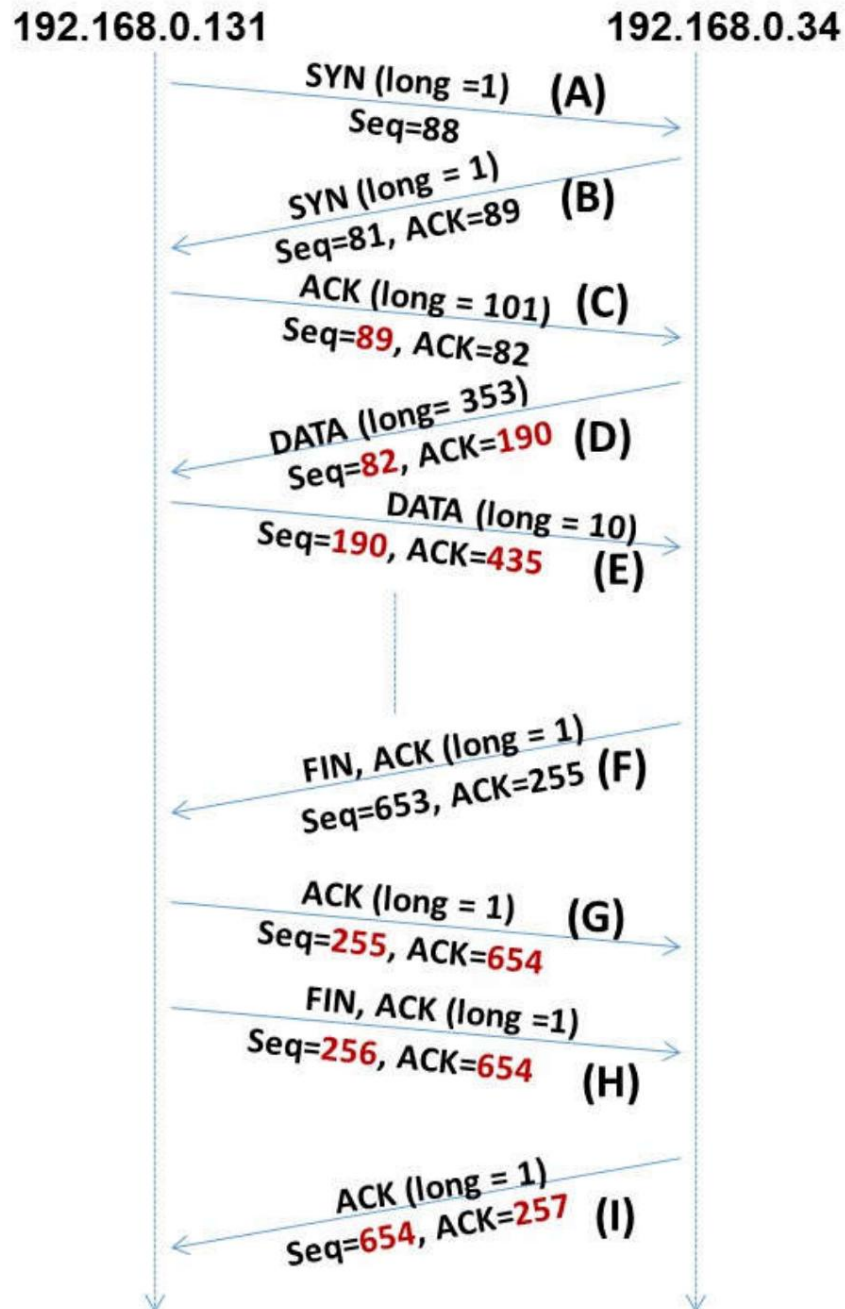 192.168.0.131 192.168.0.34
SYN (long =1) (A)
Seq=88
SYN (long = 1) (B)
Seq=81, ACK=89
ACK (long = 101) (C)
Seq=89, ACK=82
DATA (long= 353)
Seq=82, ACK=190 (D)
DATA (long = 10)
Seq=190, ACK=435 (E)
FIN, ACK (long = 1)
Seq=653, ACK=255 (F)
ACK (long = 1) (G)
Seq=255, ACK=654
FIN, ACK (long =1)
Seq=256, ACK=654 (H)
ACK (long = 1)
Seq=654, ACK=257 (I)